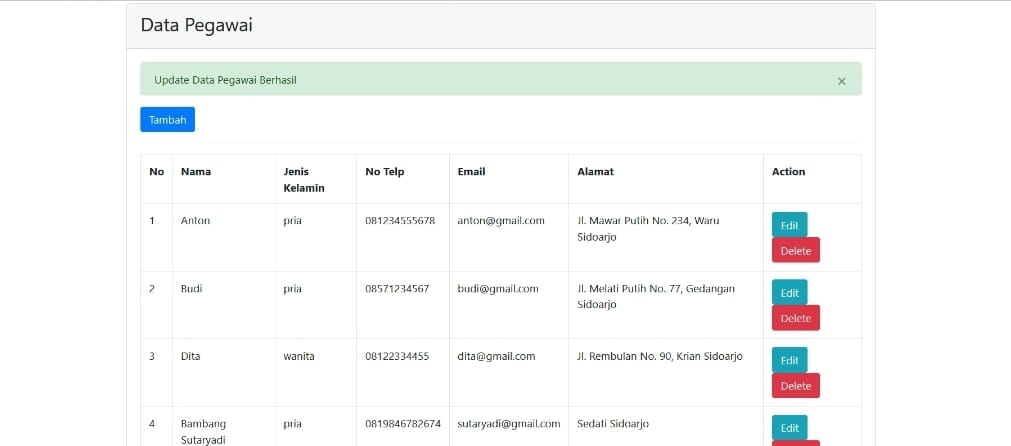 Data Pegawai
Update Data Pegawai Berhasil ×
Tambah
No Nama Jenis Kelamin No Telp Email Alamat Action
1 Anton pria 081234555678 anton@gmail.com Jl. Mawar Putih No. 234, Waru Sidoarjo Edit Delete
2 Budi pria 08571234567 budi@gmail.com Jl. Melati Putih No. 77, Gedangan Sidoarjo Edit Delete
3 Dita wanita 08122334455 dita@gmail.com Jl. Rembulan No. 90, Krian Sidoarjo Edit Delete
4 Bambang Sutaryadi pria 0819846782674 sutaryadi@gmail.com Sedati Sidoarjo Edit